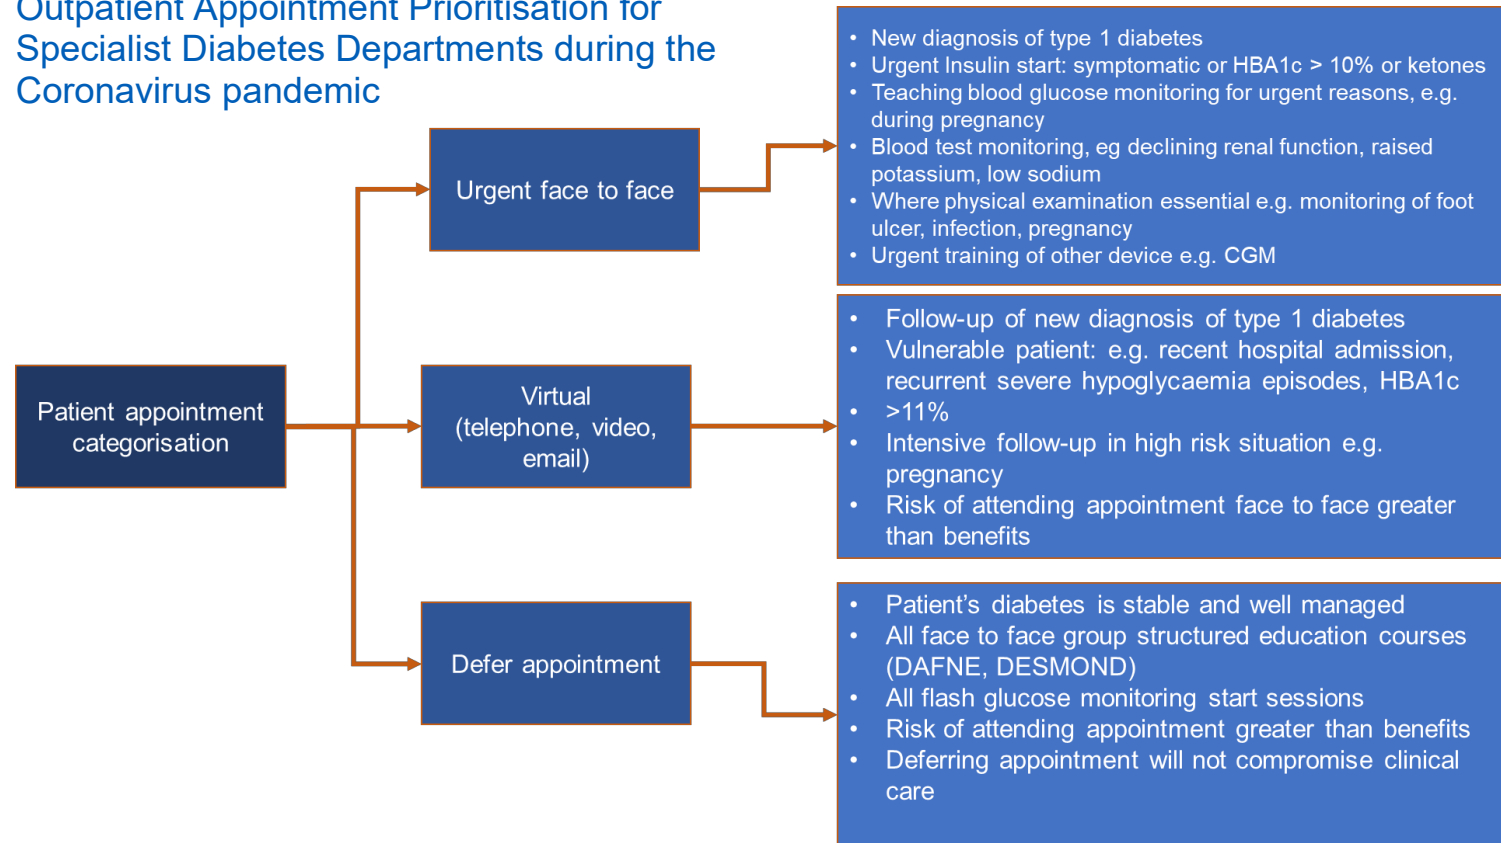 Outpatient Appointment Prioritisation for
Specialist Diabetes Departments during the
Coronavirus pandemic
Patient appointment
categorisation
Urgent face to face
• New diagnosis of type 1 diabetes
• Urgent Insulin start: symptomatic or HBA1c > 10% or ketones
• Teaching blood glucose monitoring for urgent reasons, e.g.
during pregnancy
• Blood test monitoring, eg declining renal function, raised
potassium, low sodium
• Where physical examination essential e.g. monitoring of foot
ulcer, infection, pregnancy
• Urgent training of other device e.g. CGM
Virtual
(telephone, video,
email)
• Follow-up of new diagnosis of type 1 diabetes
• Vulnerable patient: e.g. recent hospital admission,
recurrent severe hypoglycaemia episodes, HBA1c
• >11%
• Intensive follow-up in high risk situation e.g.
pregnancy
• Risk of attending appointment face to face greater
than benefits
Defer appointment
• Patient’s diabetes is stable and well managed
• All face to face group structured education courses
(DAFNE, DESMOND)
• All flash glucose monitoring start sessions
• Risk of attending appointment greater than benefits
• Deferring appointment will not compromise clinical
care